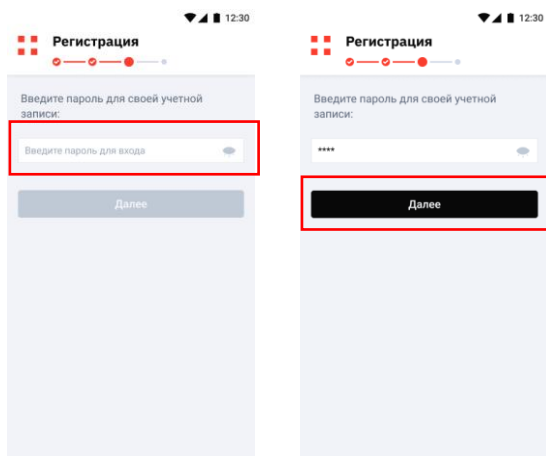 12:30
Регистрация
Введите пароль для своей учетной
записи:
Введите пароль для входа
Далее
12:30
Регистрация
Введите пароль для своей учетной
записи:
****
Далее